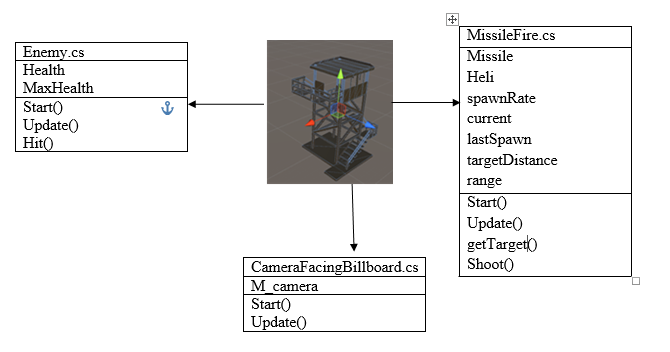 Enemy.cs
Health
MaxHealth
Start()
Update()
Hit()
MissileFire.cs
Missile
Heli
spawnRate
current
lastSpawn
targetDistance
range
Start()
Update()
getTarget()
Shoot()
CameraFacingBillboard.cs
M_camera
Start()
Update()